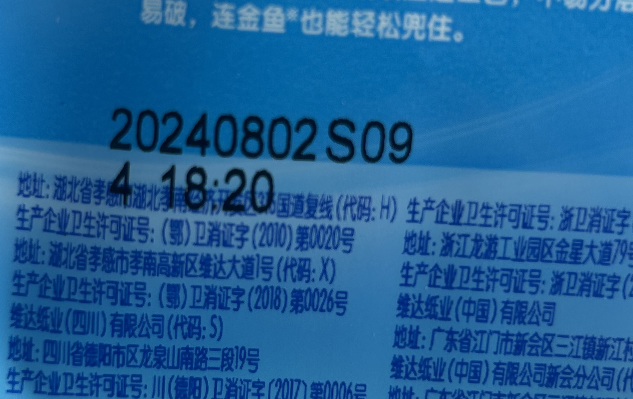 易破，连金鱼*也能轻松兜住。
20240802S09
4 18:20
地址: 湖北省孝感 湖北孝南 国道复线(代码: H)
生产企业卫生许可证号: (鄂)卫消证字(2010)第0020号
地址: 湖北省孝感市孝南高新区维达大道1号(代码: X)
生产企业卫生许可证号: (鄂)卫消证字(2018)第0026号
维达纸业(四川)有限公司(代码: S)
地址: 四川省德阳市区龙泉山南路三段19号
生产企业卫生许可证号: 川(德阳)卫消证字(2017)第0006号
生产企业卫生许可证号: 浙卫消证字
地址: 浙江龙游工业园区金星大道79号
生产企业卫生许可证号: 浙卫消证字
维达纸业(中国)有限公司
地址: 广东省江门市新会区三江镇新江村
维达纸业(中国)有限公司新会分公司